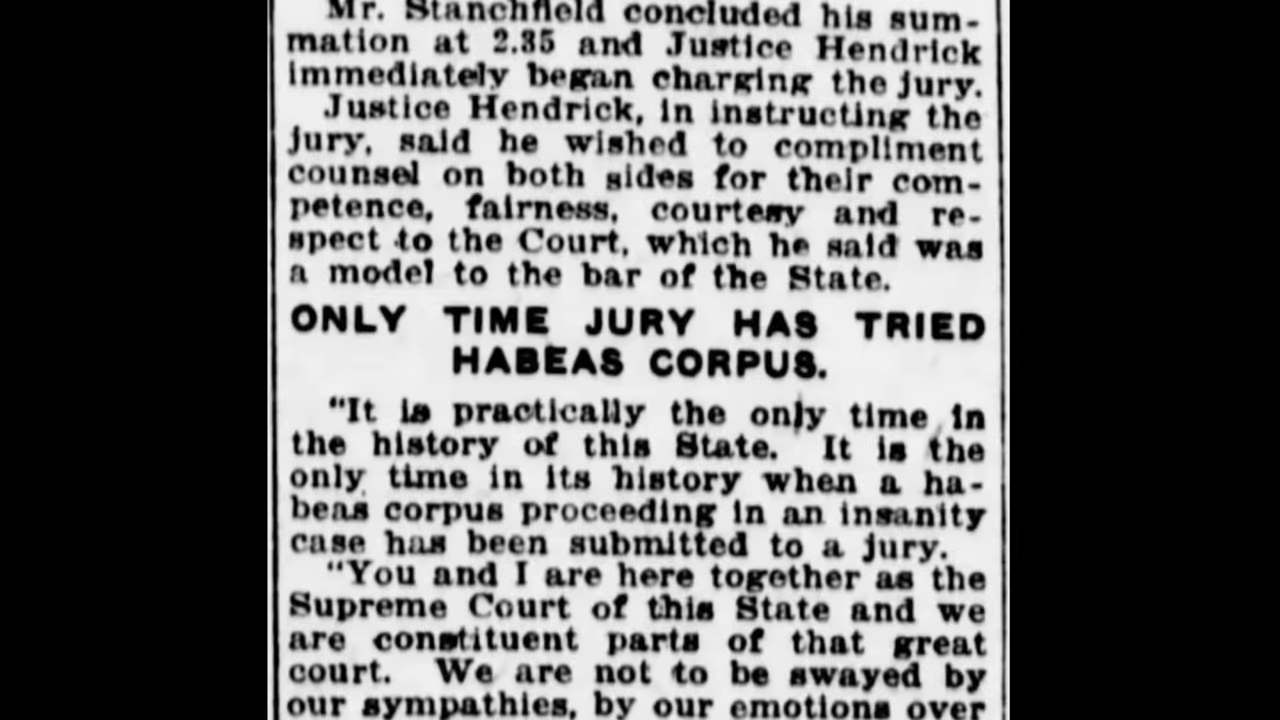 Mr. Stanchfield concluded his sum-
mation at 2.35 and Justice Hendrick
immediately began charging the jury.
Justice Hendrick, in instructing the
jury, said he wished to compliment
counsel on both sides for their com-
petence, fairness, courtesy and re-
spect to the Court, which he said was
a model to the bar of the State.
ONLY TIME JURY HAS TRIED
HABEAS CORPUS.
"It is practically the only time in
the history of this State. It is the
only time in its history when a ha-
beas corpus proceeding in an insanity
case has been submitted to a jury.
"You and I are here together as the
Supreme Court of this State and we
are constituent parts of that great
court. We are not to be swayed by
our sympathies, by our emotions over